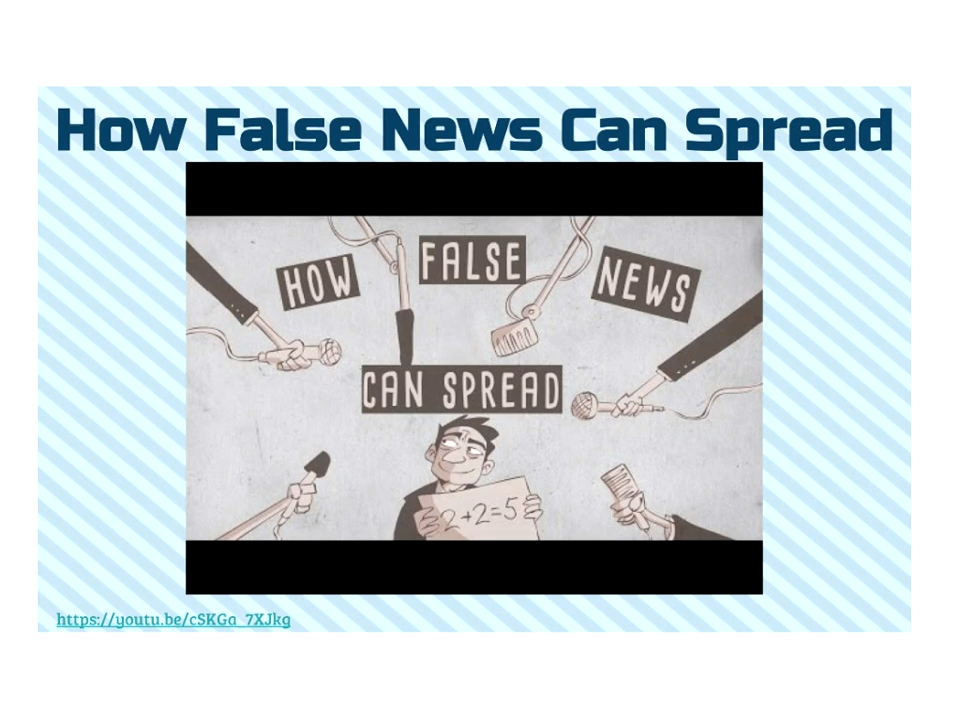 How False News Can Spread
HOW FALSE NEWS
CAN SPREAD
2+2=5
https://youtu.be/cSKGa_7XJkg